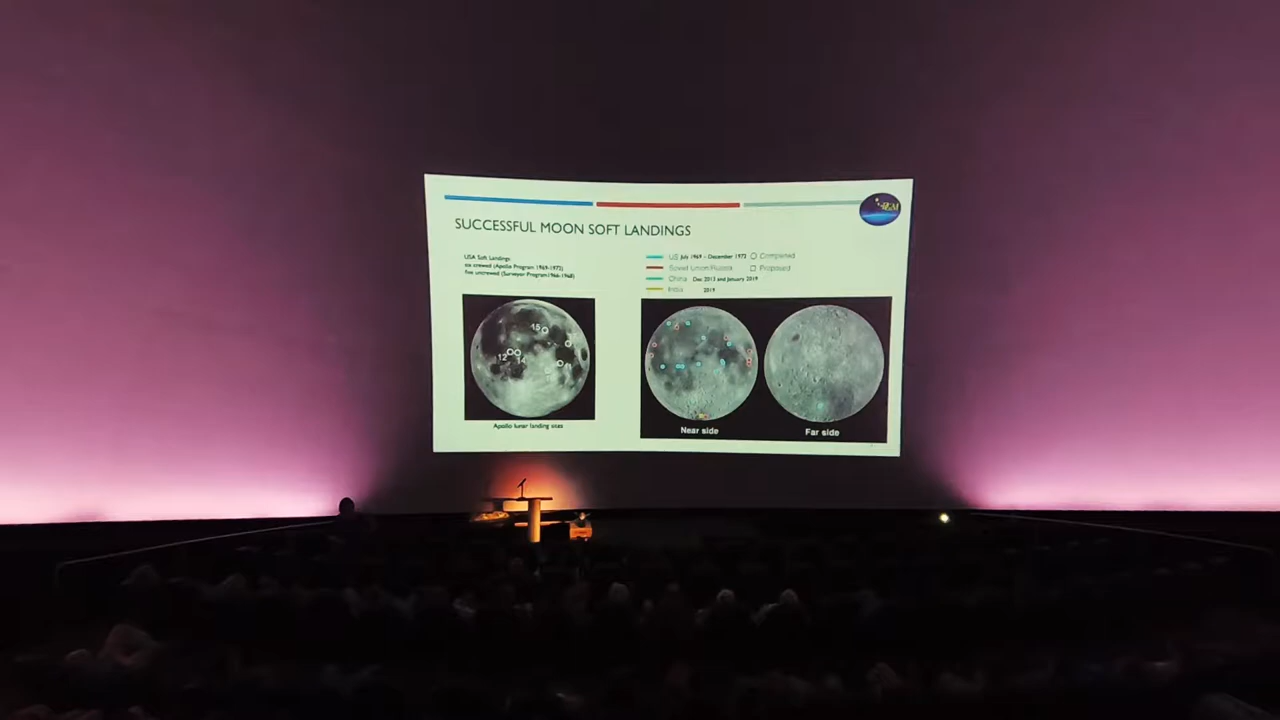 SUCCESSFUL MOON SOFT LANDINGS
USA Soft Landings
six crewed (Apollo Program 1969-1972)
five uncrewed (Surveyor Program 1966-1968)
US July 1969 – December 1972 Completed
Soviet Union/Russia Proposed
China Dec 2013 and January 2019
India 2019
15
12
14
Apollo lunar landing sites
Near side
Far side